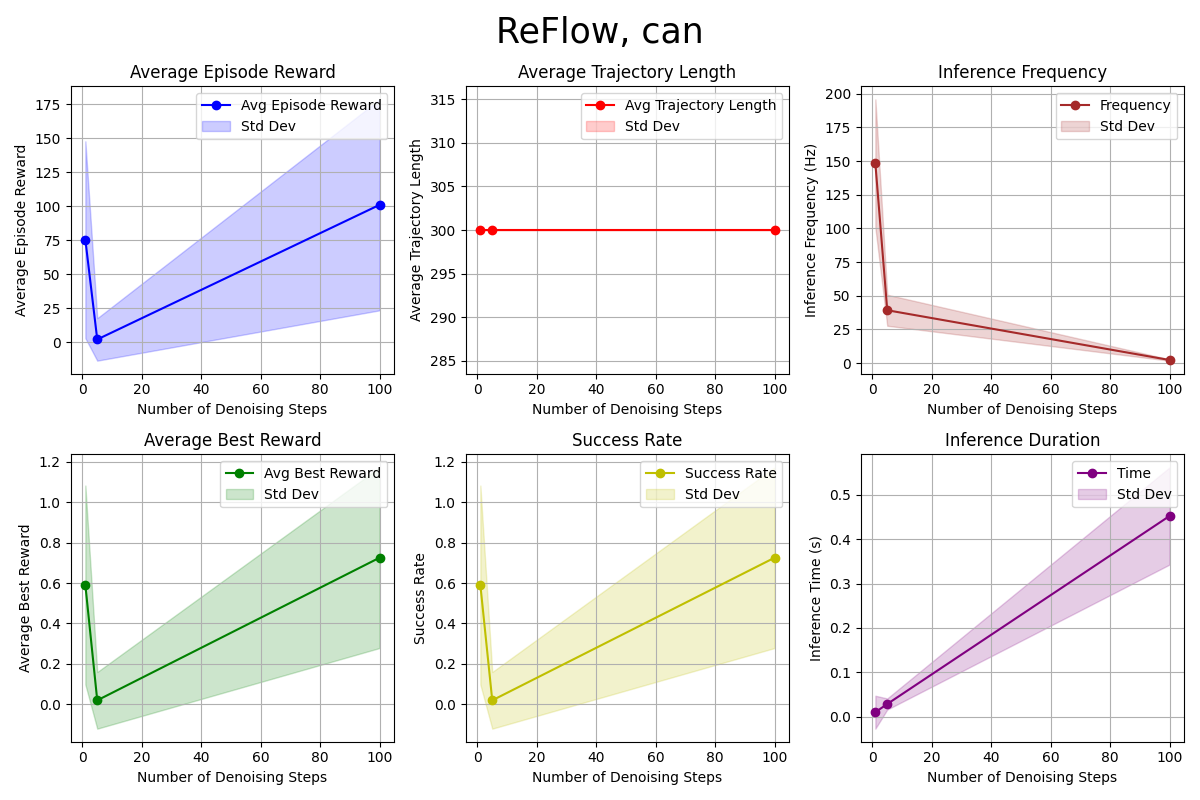 ReFlow, can
Average Episode Reward
Avg Episode Reward
Std Dev
Average Episode Reward
175
150
125
100
75
50
25
0
0 20 40 60 80 100
Number of Denoising Steps
Average Trajectory Length
Avg Trajectory Length
Std Dev
Average Trajectory Length
315
310
305
300
295
290
285
0 20 40 60 80 100
Number of Denoising Steps
Inference Frequency
Frequency
Std Dev
Inference Frequency (Hz)
200
175
150
125
100
75
50
25
0
0 20 40 60 80 100
Number of Denoising Steps
Average Best Reward
Avg Best Reward
Std Dev
Average Best Reward
1.2
1.0
0.8
0.6
0.4
0.2
0.0
0 20 40 60 80 100
Number of Denoising Steps
Success Rate
Success Rate
Std Dev
Success Rate
1.2
1.0
0.8
0.6
0.4
0.2
0.0
0 20 40 60 80 100
Number of Denoising Steps
Inference Duration
Time
Std Dev
Inference Time (s)
0.5
0.4
0.3
0.2
0.1
0.0
0 20 40 60 80 100
Number of Denoising Steps